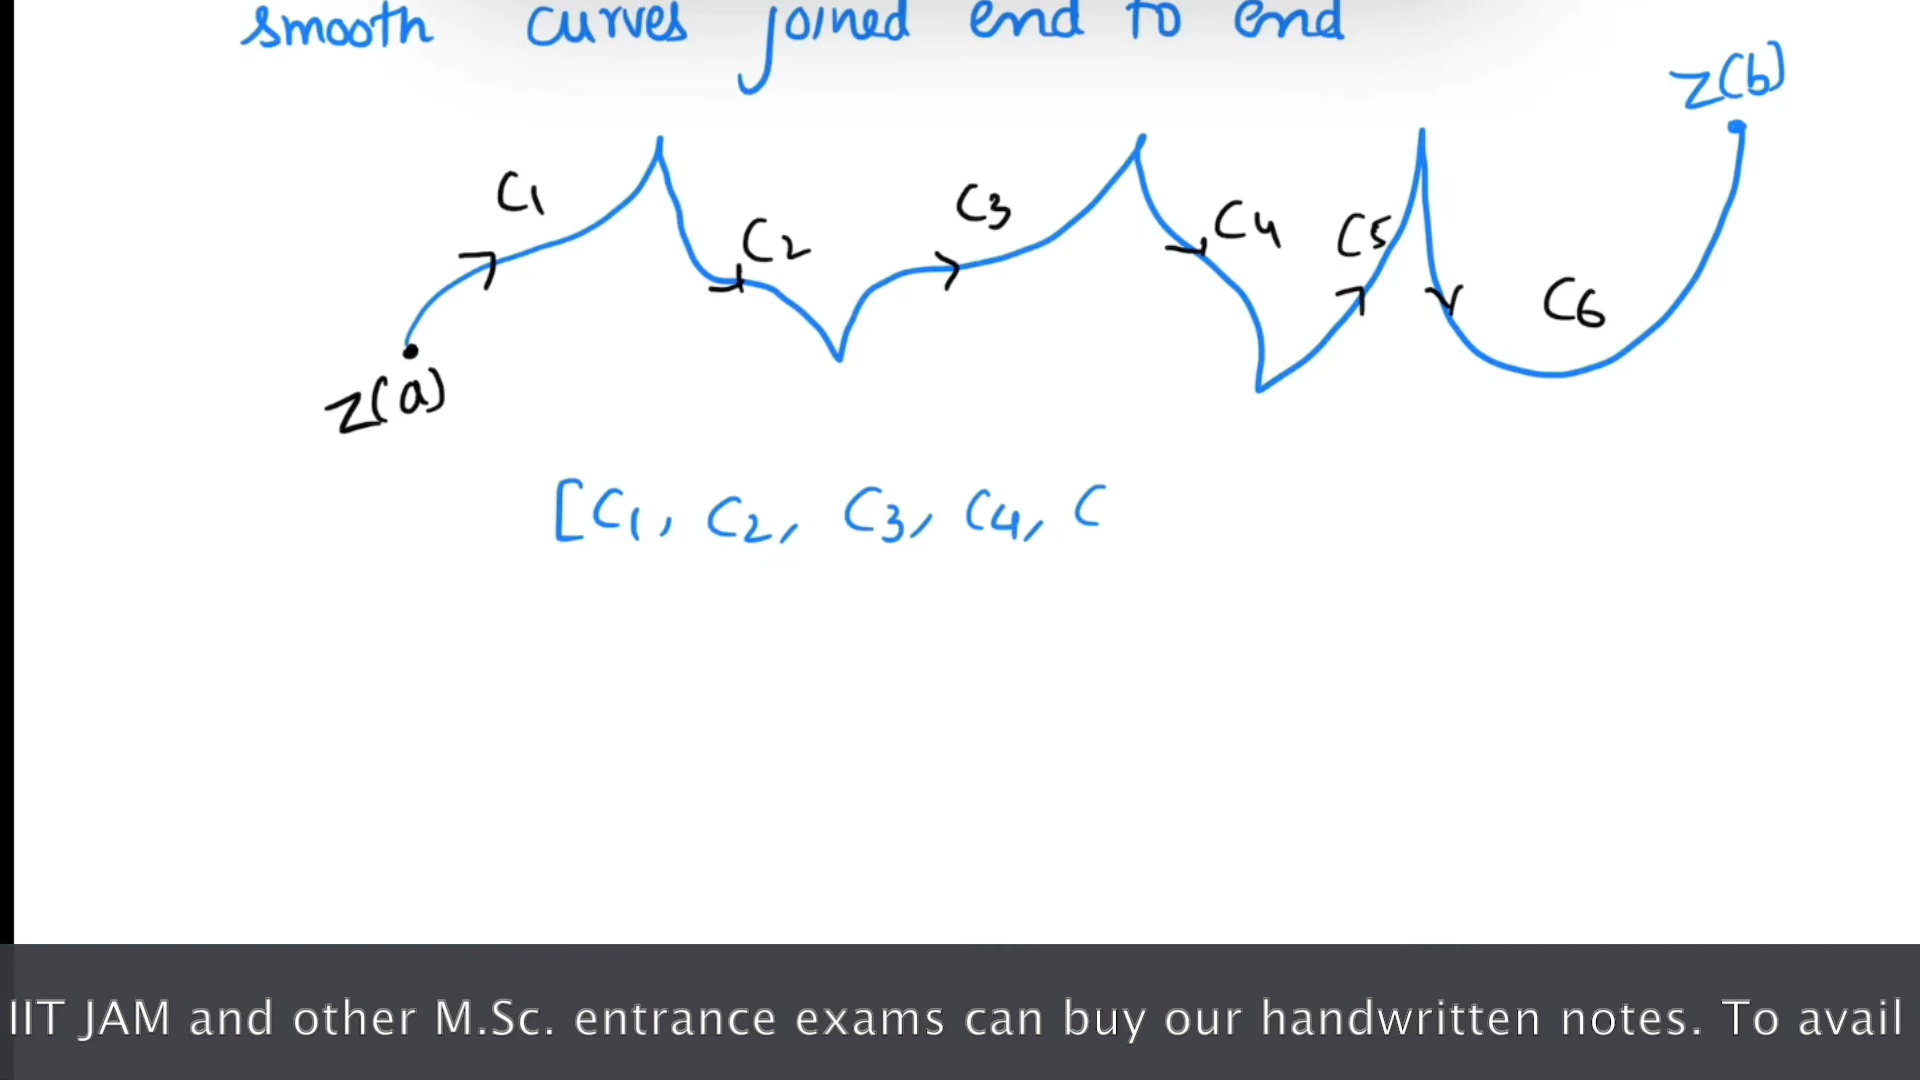 smooth curves joined end to end
z(b)
C1 C2 C3 C4 C5 C6
z(a)
[C1, C2, C3, C4, C
IIT JAM and other M.Sc. entrance exams can buy our handwritten notes. To avail